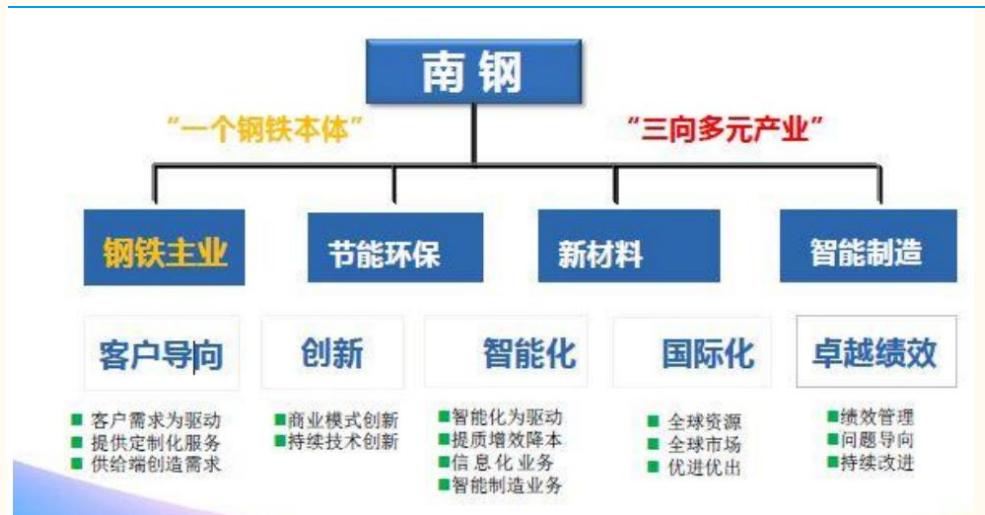 南钢
“一个钢铁本体”
“三向多元产业”
钢铁主业
节能环保
新材料
智能制造
客户导向
创新
智能化
国际化
卓越绩效
客户需求为驱动
提供定制化服务
供给端创造需求
商业模式创新
持续技术创新
智能化为驱动
提质增效降本
信息化业务
智能制造业务
全球资源
全球市场
优进优出
绩效管理
问题导向
持续改进